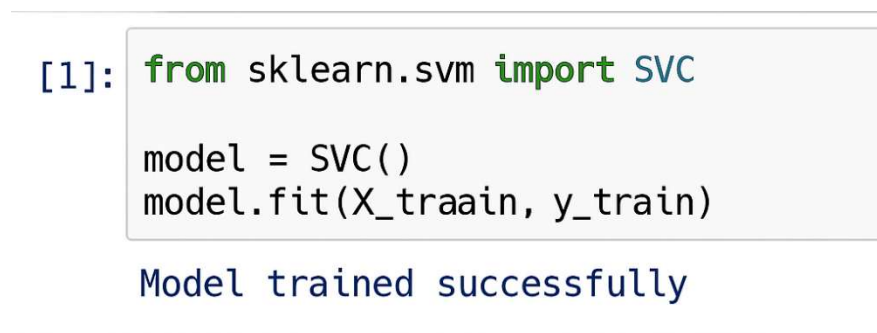 [1]: from sklearn.svm import SVC
model = SVC()
model.fit(X_traain, y_train)
Model trained successfully